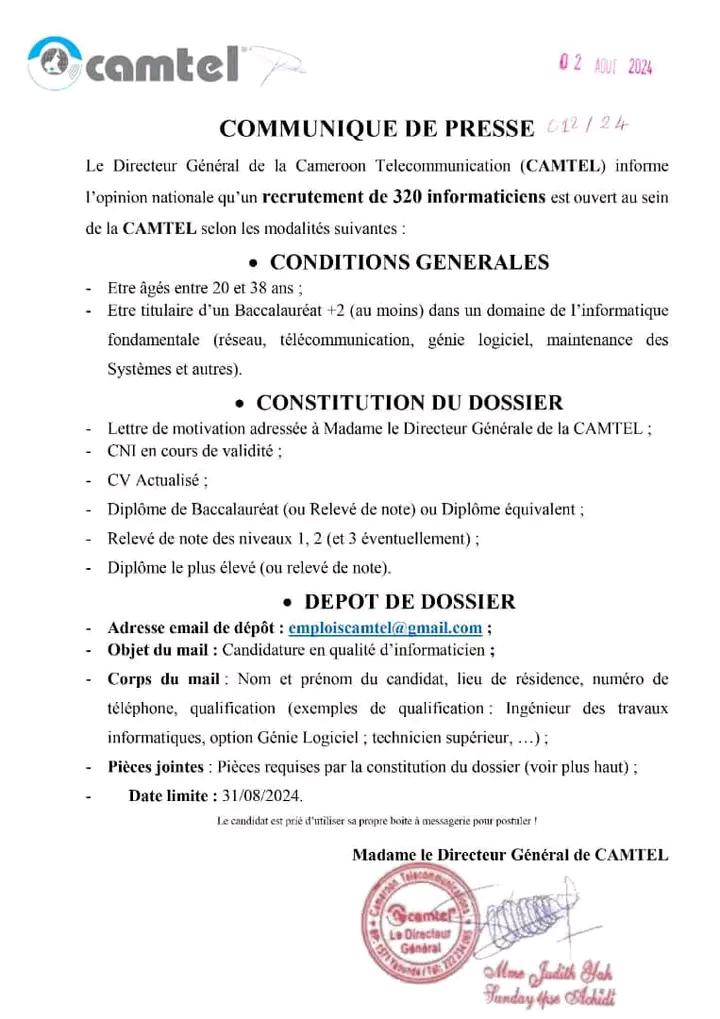 camtel
02 AOUT 2024
COMMUNIQUE DE PRESSE 012/24
Le Directeur Général de la Cameroon Telecommunication (CAMTEL) informe
l'opinion nationale qu'un recrutement de 320 informaticiens est ouvert au sein
de la CAMTEL selon les modalités suivantes :
• CONDITIONS GENERALES
- Etre âgés entre 20 et 38 ans ;
- Etre titulaire d'un Baccalauréat +2 (au moins) dans un domaine de l'informatique
fondamentale (réseau, télécommunication, génie logiciel, maintenance des
Systèmes et autres).
• CONSTITUTION DU DOSSIER
- Lettre de motivation adressée à Madame le Directeur Générale de la CAMTEL ;
- CNI en cours de validité ;
- CV Actualisé ;
- Diplôme de Baccalauréat (ou Relevé de note) ou Diplôme équivalent ;
- Relevé de note des niveaux 1, 2 (et 3 éventuellement) ;
- Diplôme le plus élevé (ou relevé de note).
• DEPOT DE DOSSIER
- Adresse email de dépôt : emploiscamtel@gmail.com ;
- Objet du mail : Candidature en qualité d'informaticien ;
- Corps du mail : Nom et prénom du candidat, lieu de résidence, numéro de
téléphone, qualification (exemples de qualification : Ingénieur des travaux
informatiques, option Génie Logiciel ; technicien supérieur, …) ;
- Pièces jointes : Pièces requises par la constitution du dossier (voir plus haut) ;
- Date limite : 31/08/2024.
Le candidat est prié d'utiliser sa propre boite à messagerie pour postuler !
Madame le Directeur Général de CAMTEL
Cameroon Telecommunications
camtel
Le Directeur
Général
Mme Judith Yah
Sunday Achidi